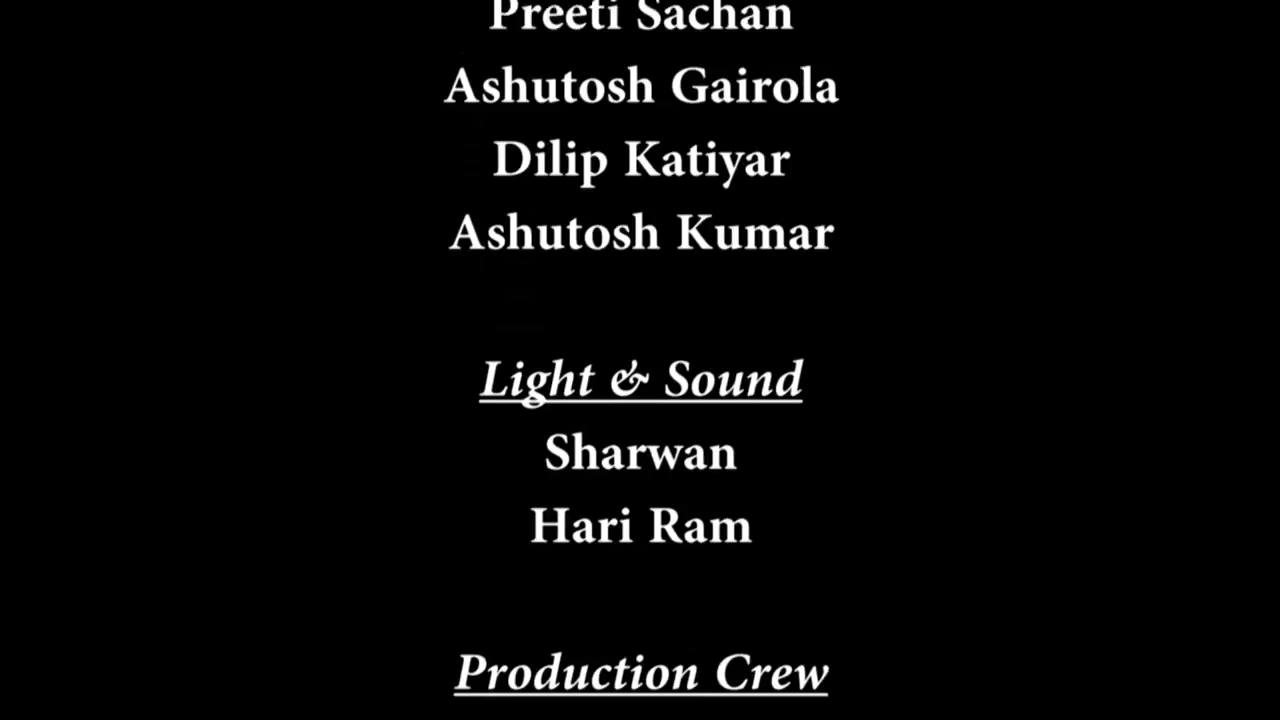 Preeti Sachan
Ashutosh Gairola
Dilip Katiyar
Ashutosh Kumar
Light & Sound
Sharwan
Hari Ram
Production Crew